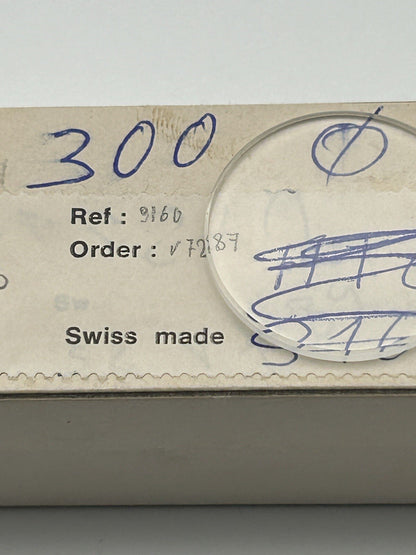 300 Ø
Ref : 9160
Order : v72187
Swiss made